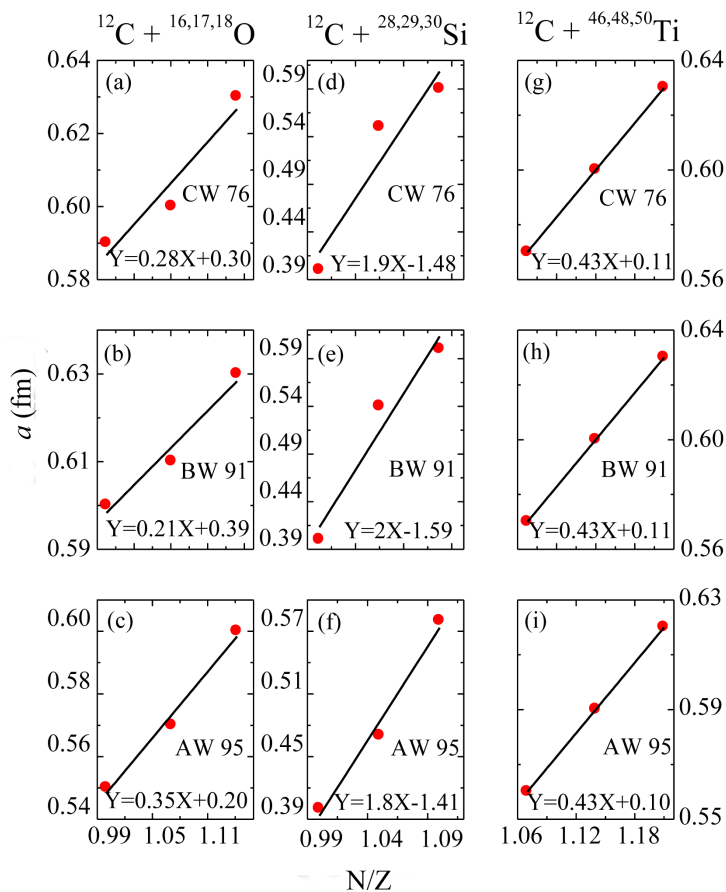 ¹²C + ¹⁶,¹⁷,¹⁸O
¹²C + ²⁸,²⁹,³⁰Si
¹²C + ⁴⁶,⁴⁸,⁵⁰Ti
(a)
CW 76
Y=0.28X+0.30
0.64
0.62
0.60
0.58
(d)
CW 76
Y=1.9X-1.48
0.59
0.54
0.49
0.44
0.39
(g)
CW 76
Y=0.43X+0.11
0.64
0.60
0.56
a (fm)
(b)
BW 91
Y=0.21X+0.39
0.63
0.61
0.59
(e)
BW 91
Y=2X-1.59
0.59
0.54
0.49
0.44
0.39
(h)
BW 91
Y=0.43X+0.11
0.64
0.60
0.56
(c)
AW 95
Y=0.35X+0.20
0.60
0.58
0.56
0.54
0.99 1.05 1.11
(f)
AW 95
Y=1.8X-1.41
0.57
0.51
0.45
0.39
0.99 1.04 1.09
(i)
AW 95
Y=0.43X+0.10
0.63
0.59
0.55
1.06 1.12 1.18
N/Z